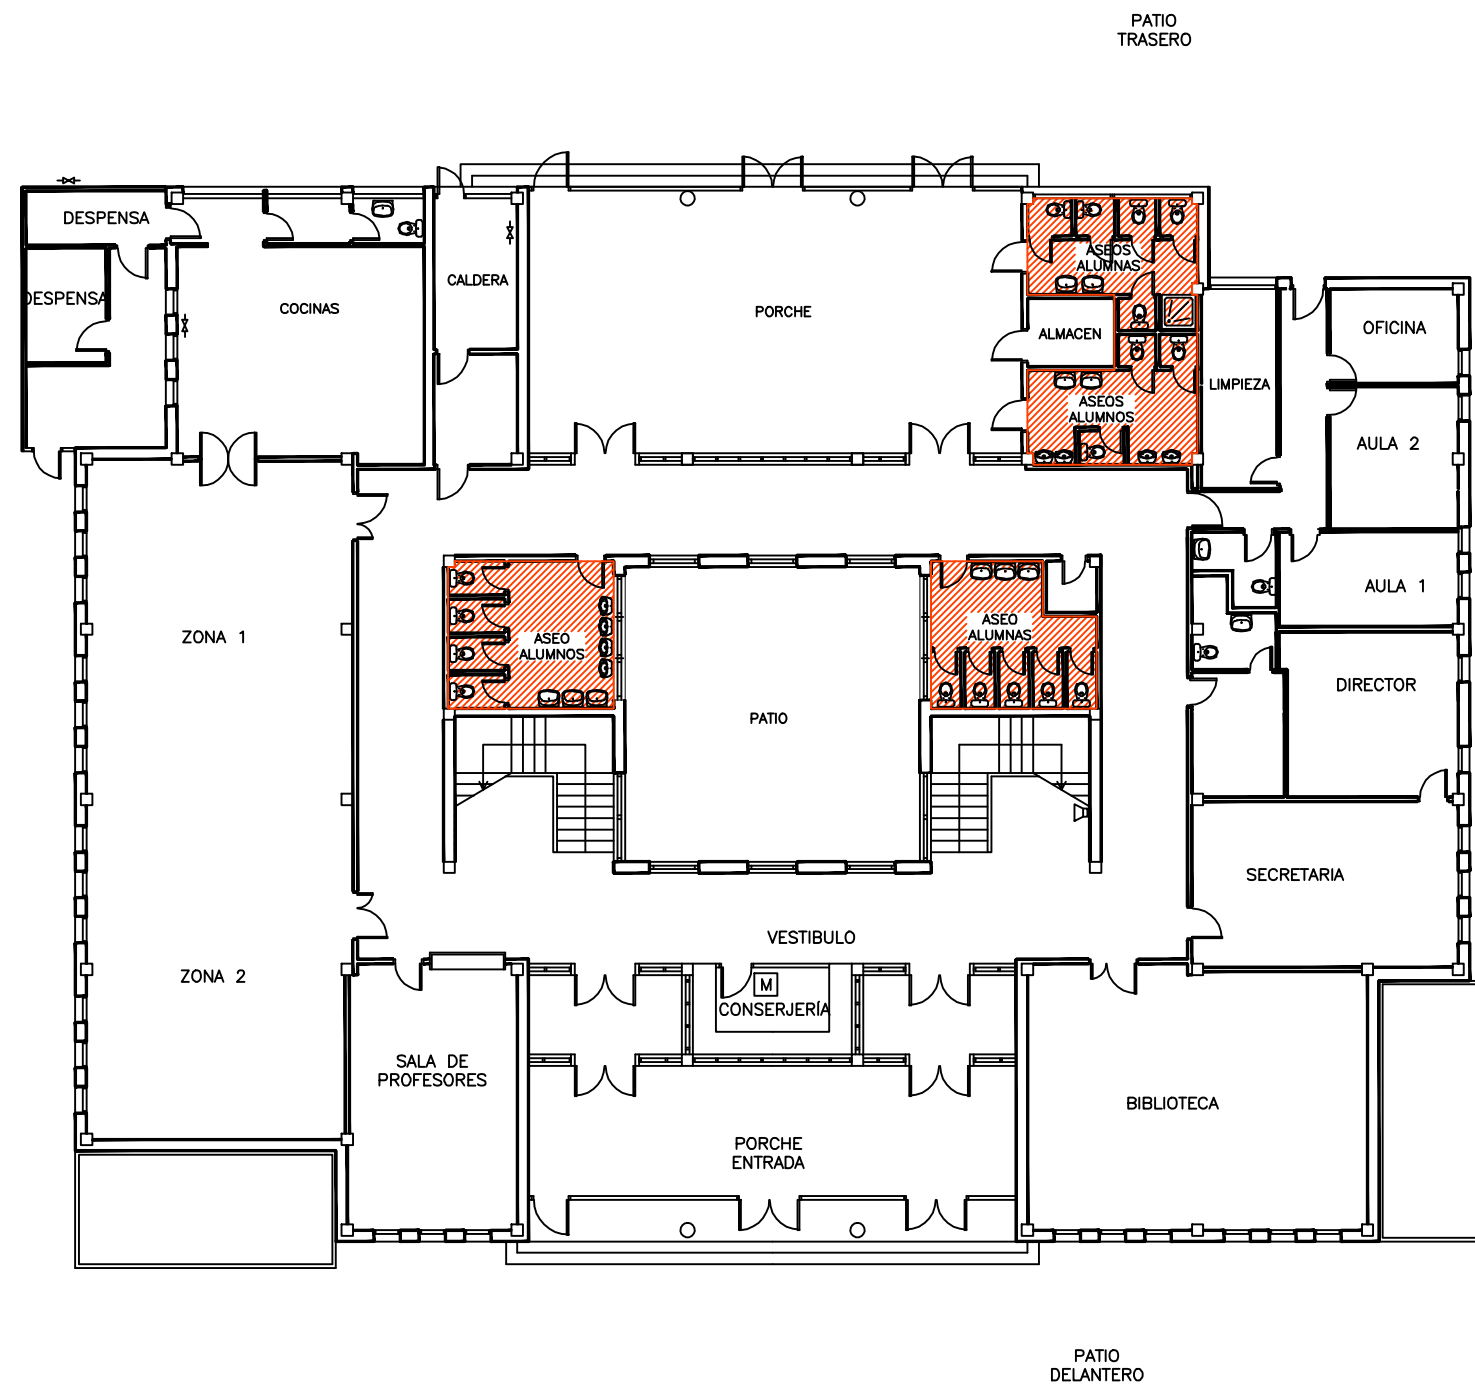 PATIO
TRASERO
DESPENSA
DESPENSA
COCINAS
CALDERA
PORCHE
ASEOS
ALUMNAS
ALMACEN
ASEOS
ALUMNOS
LIMPIEZA
OFICINA
AULA 2
AULA 1
ZONA 1
ASEO
ALUMNOS
ASEO
ALUMNAS
DIRECTOR
PATIO
SECRETARIA
VESTIBULO
ZONA 2
M
CONSERJERÍA
SALA DE
PROFESORES
BIBLIOTECA
PORCHE
ENTRADA
PATIO
DELANTERO